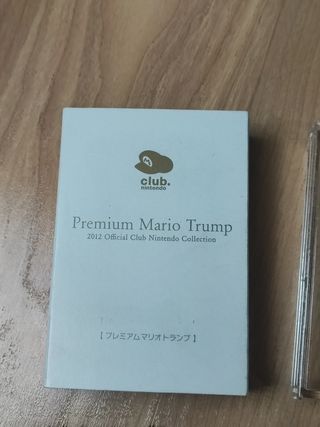 club.
nintendo
Premium Mario Trump
2012 Official Club Nintendo Collection
【プレミアムマリオトランプ】